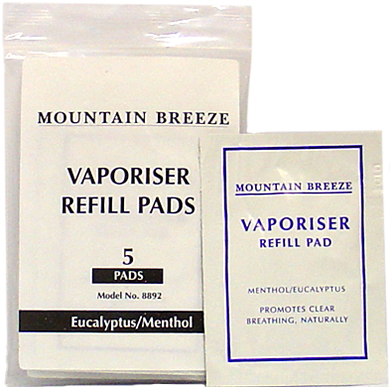 MOUNTAIN BREEZE
VAPORISER
REFILL PADS
5
PADS
Model No. 8892
Eucalyptus/Menthol
MOUNTAIN BREEZE
VAPORISER
REFILL PAD
MENTHOL/EUCALYPTUS
PROMOTES CLEAR
BREATHING, NATURALLY